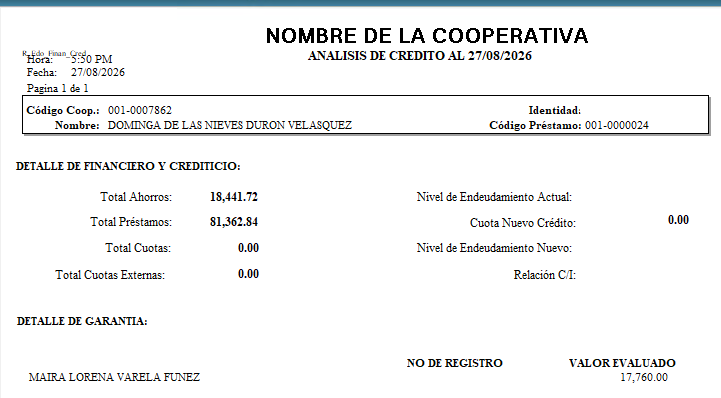 NOMBRE DE LA COOPERATIVA
ANALISIS DE CREDITO AL 27/08/2026
R_Edo_Finan_Cred
Hora: 5:50 PM
Fecha: 27/08/2026
Pagina 1 de 1
Código Coop.: 001-0007862 Identidad:
Nombre: DOMINGA DE LAS NIEVES DURON VELASQUEZ Código Préstamo: 001-0000024
DETALLE DE FINANCIERO Y CREDITICIO:
Total Ahorros: 18,441.72 Nivel de Endeudamiento Actual:
Total Préstamos: 81,362.84 Cuota Nuevo Crédito: 0.00
Total Cuotas: 0.00 Nivel de Endeudamiento Nuevo:
Total Cuotas Externas: 0.00 Relación C/I:
DETALLE DE GARANTIA:
NO DE REGISTRO VALOR EVALUADO
MAIRA LORENA VARELA FUNEZ 17,760.00